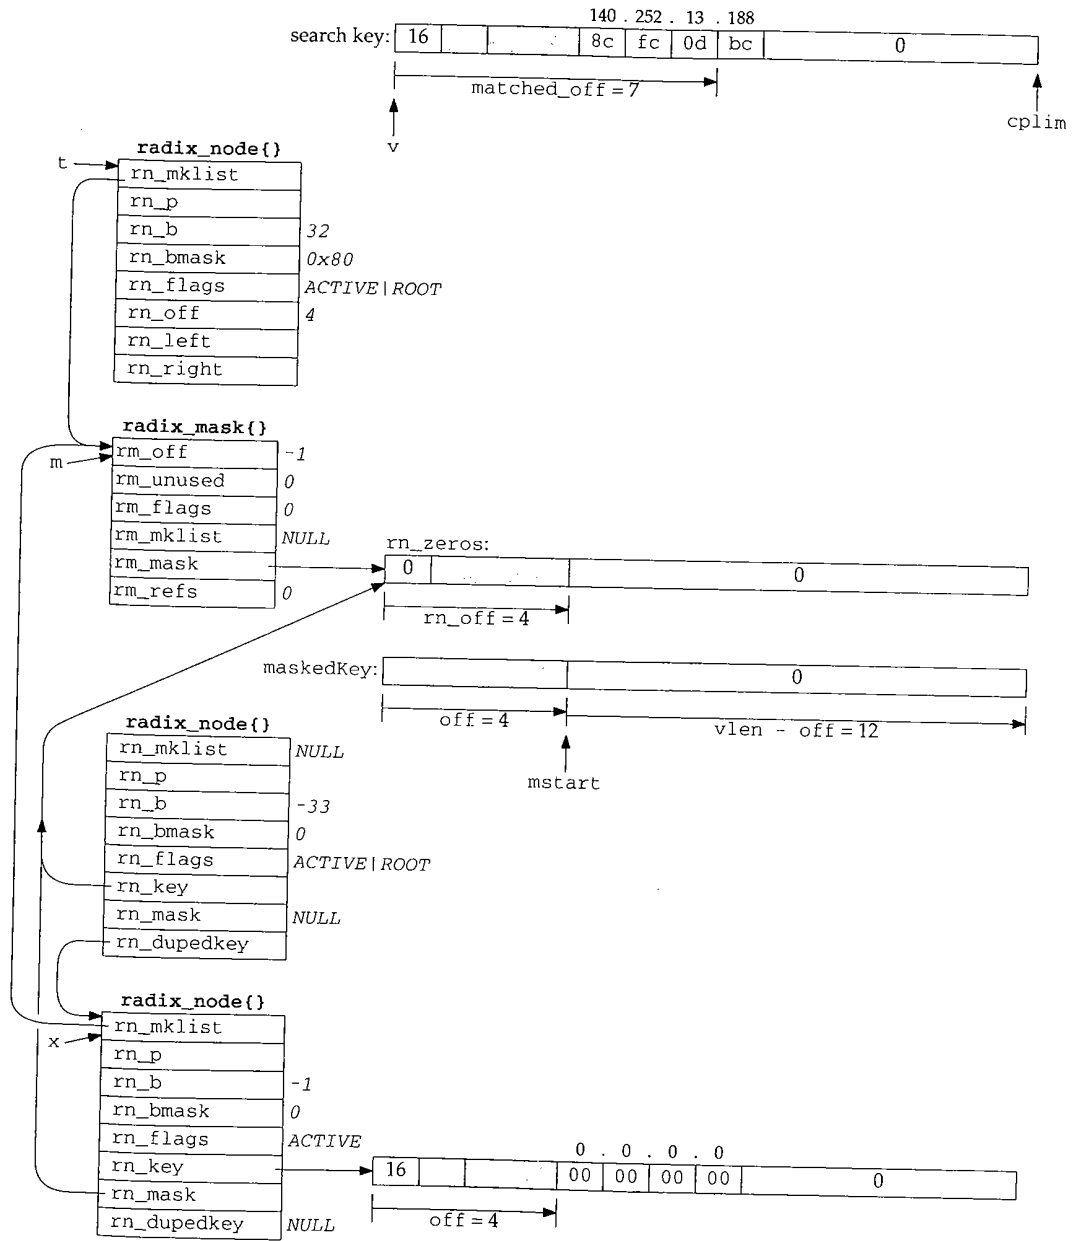 140 . 252 . 13 . 188
search key: 16 8c fc 0d bc 0
matched_off = 7
v
cplim
radix_node{}
t
rn_mklist
rn_p
rn_b 32
rn_bmask 0x80
rn_flags ACTIVE|ROOT
rn_off 4
rn_left
rn_right
radix_mask{}
rm_off -1
m
rm_unused 0
rm_flags 0
rm_mklist NULL
rn_zeros:
rm_mask 0 0
rm_refs 0
rn_off = 4
maskedKey: 0
off = 4
vlen - off = 12
mstart
radix_node{}
rn_mklist NULL
rn_p
rn_b -33
rn_bmask 0
rn_flags ACTIVE|ROOT
rn_key
rn_mask NULL
rn_dupedkey
radix_node{}
rn_mklist
x
rn_p
rn_b -1
rn_bmask 0
rn_flags ACTIVE
0 . 0 . 0 . 0
rn_key 16 00 00 00 00 0
rn_mask
off = 4
rn_dupedkey NULL